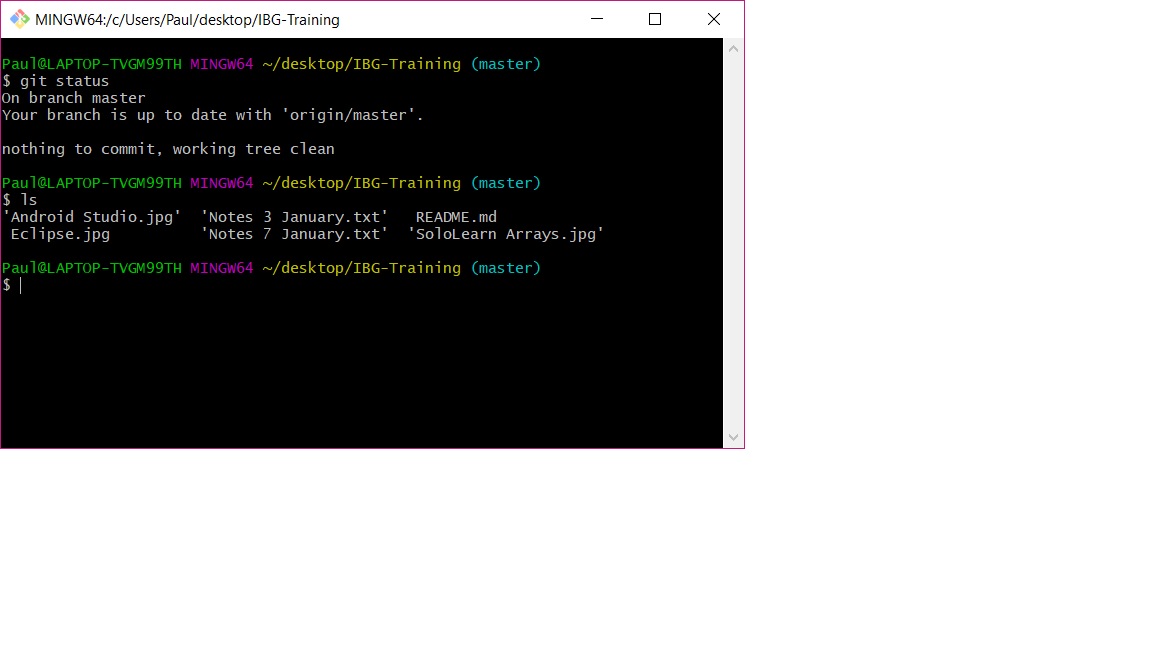 MINGW64:/c/Users/Paul/desktop/IBG-Training
Paul@LAPTOP-TVGM99TH MINGW64 ~/desktop/IBG-Training (master)
$ git status
On branch master
Your branch is up to date with 'origin/master'.
nothing to commit, working tree clean
Paul@LAPTOP-TVGM99TH MINGW64 ~/desktop/IBG-Training (master)
$ ls
'Android Studio.jpg'  'Notes 3 January.txt'   README.md
 Eclipse.jpg          'Notes 7 January.txt'  'SoloLearn Arrays.jpg'
Paul@LAPTOP-TVGM99TH MINGW64 ~/desktop/IBG-Training (master)
$